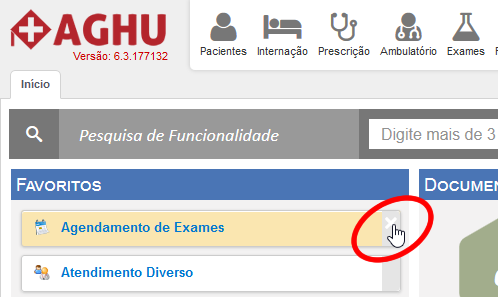 AGHU
Versão: 6.3.177132
Pacientes Internação Prescrição Ambulatório Exames
Início
Pesquisa de Funcionalidade
Digite mais de 3
FAVORITOS
DOCUMEN
Agendamento de Exames
Atendimento Diverso